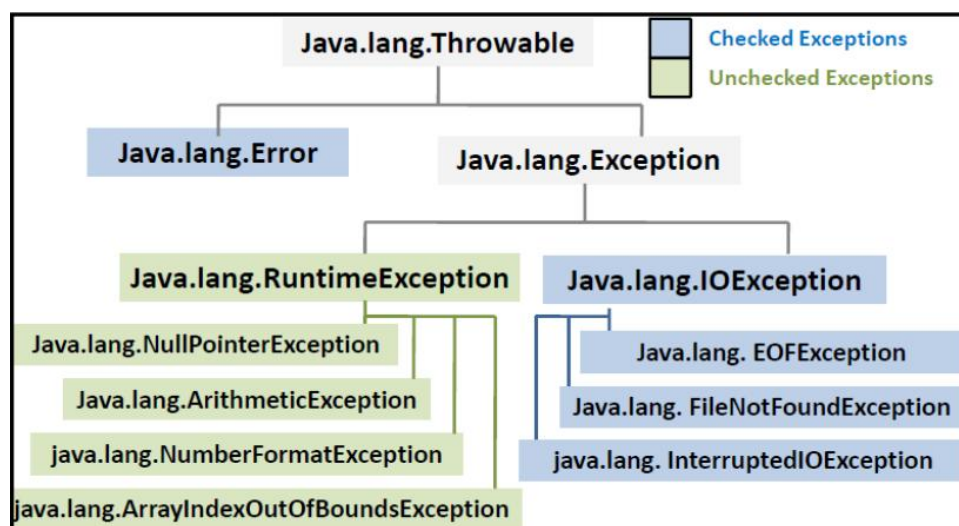 Java.lang.Throwable
Checked Exceptions
Unchecked Exceptions
Java.lang.Error
Java.lang.Exception
Java.lang.RuntimeException
Java.lang.IOException
Java.lang.NullPointerException
Java.lang. EOFException
Java.lang.ArithmeticException
Java.lang. FileNotFoundException
java.lang.NumberFormatException
java.lang. InterruptedIOException
java.lang.ArrayIndexOutOfBoundsException